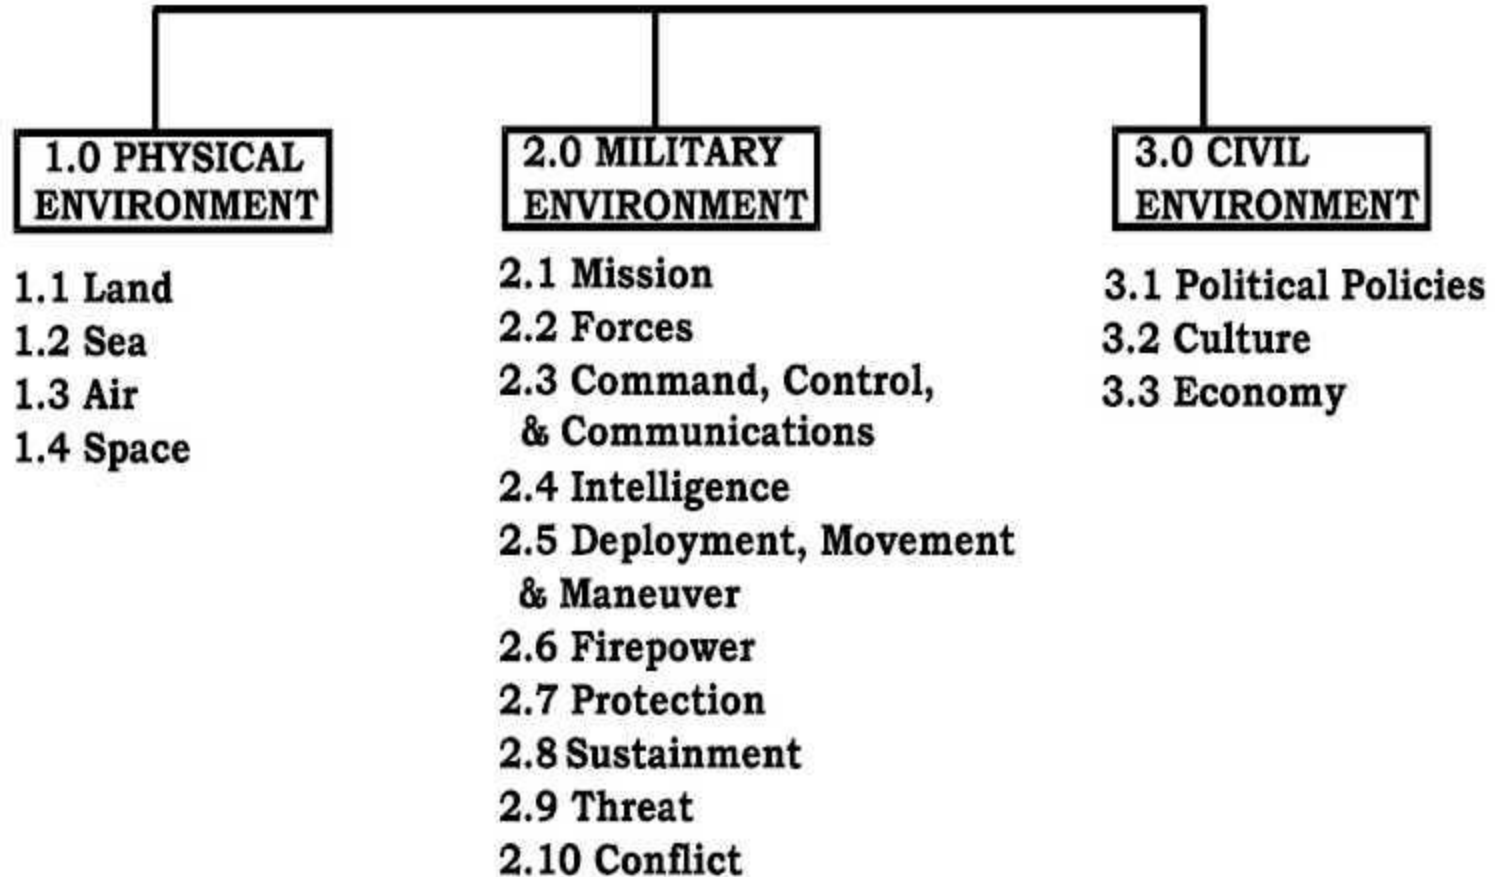 1.0 PHYSICAL
ENVIRONMENT
1.1 Land
1.2 Sea
1.3 Air
1.4 Space
2.0 MILITARY
ENVIRONMENT
2.1 Mission
2.2 Forces
2.3 Command, Control,
& Communications
2.4 Intelligence
2.5 Deployment, Movement
& Maneuver
2.6 Firepower
2.7 Protection
2.8 Sustainment
2.9 Threat
2.10 Conflict
3.0 CIVIL
ENVIRONMENT
3.1 Political Policies
3.2 Culture
3.3 Economy